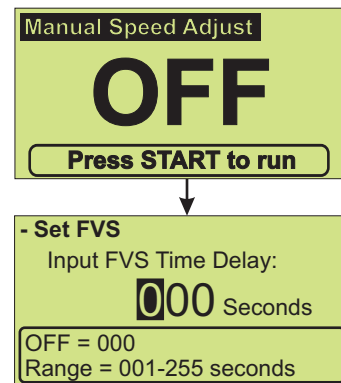 Manual Speed Adjust
OFF
Press START to run
- Set FVS
Input FVS Time Delay:
000 Seconds
OFF = 000
Range = 001-255 seconds